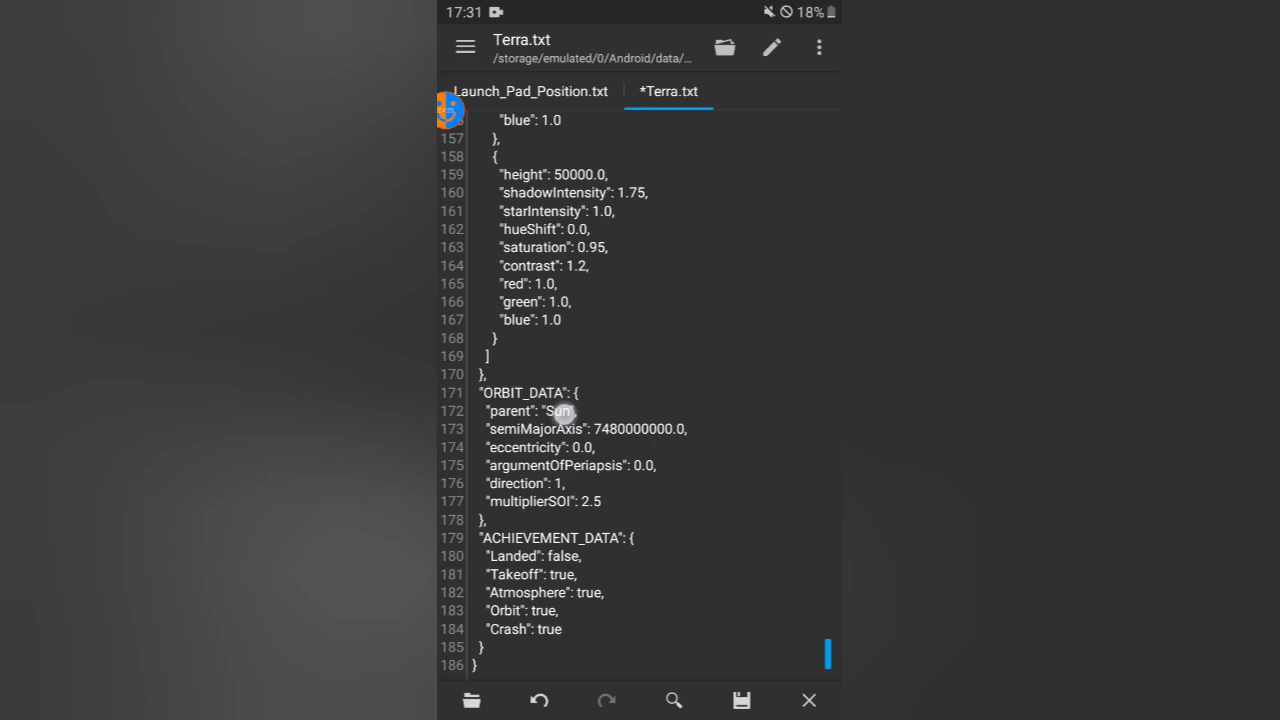 17:31
18%
Terra.txt
/storage/emulated/0/Android/data/...
Launch_Pad_Position.txt
*Terra.txt
"blue": 1.0
157 },
158 {
159 "height": 50000.0,
160 "shadowIntensity": 1.75,
161 "starIntensity": 1.0,
162 "hueShift": 0.0,
163 "saturation": 0.95,
164 "contrast": 1.2,
165 "red": 1.0,
166 "green": 1.0,
167 "blue": 1.0
168 }
169 ]
170 },
171 "ORBIT_DATA": {
172 "parent": "Sun",
173 "semiMajorAxis": 7480000000.0,
174 "eccentricity": 0.0,
175 "argumentOfPeriapsis": 0.0,
176 "direction": 1,
177 "multiplierSOI": 2.5
178 },
179 "ACHIEVEMENT_DATA": {
180 "Landed": false,
181 "Takeoff": true,
182 "Atmosphere": true,
183 "Orbit": true,
184 "Crash": true
185 }
186 }